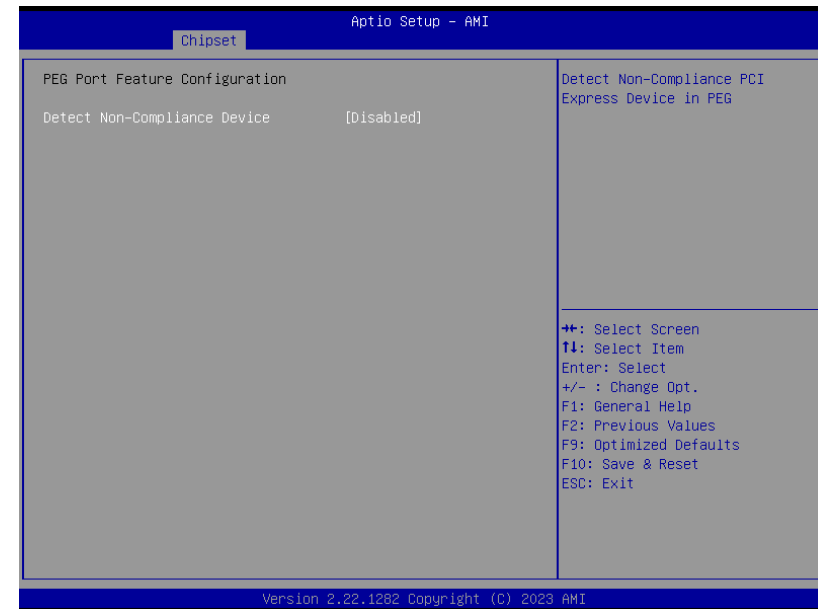 Aptio Setup – AMI
Chipset
PEG Port Feature Configuration
Detect Non-Compliance Device [Disabled]
Detect Non-Compliance PCI
Express Device in PEG
→←: Select Screen
↑↓: Select Item
Enter: Select
+/- : Change Opt.
F1: General Help
F2: Previous Values
F9: Optimized Defaults
F10: Save & Reset
ESC: Exit
Version 2.22.1282 Copyright (C) 2023 AMI